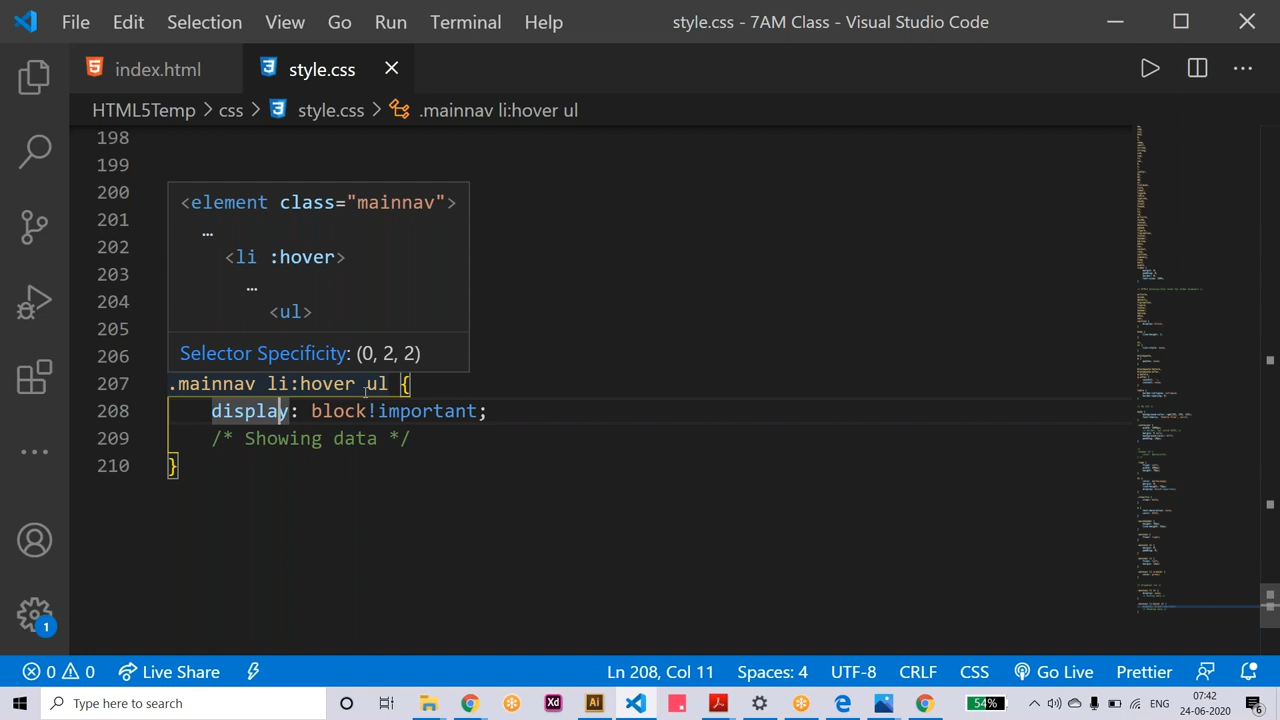 File Edit Selection View Go Run Terminal Help style.css - 7AM Class - Visual Studio Code
index.html style.css
HTML5Temp > css > style.css > .mainnav li:hover ul
198
199
200
201
202
203
204
205
206
<element class="mainnav">
…
<li :hover>
…
<ul>
Selector Specificity: (0, 2, 2)
207 .mainnav li:hover ul {
208 display: block!important;
209 /* Showing data */
210 }
1
0 0 Live Share Ln 208, Col 11 Spaces: 4 UTF-8 CRLF CSS Go Live Prettier
Type here to search Xd Ai 54% ENG 07:42
24-06-2020 6